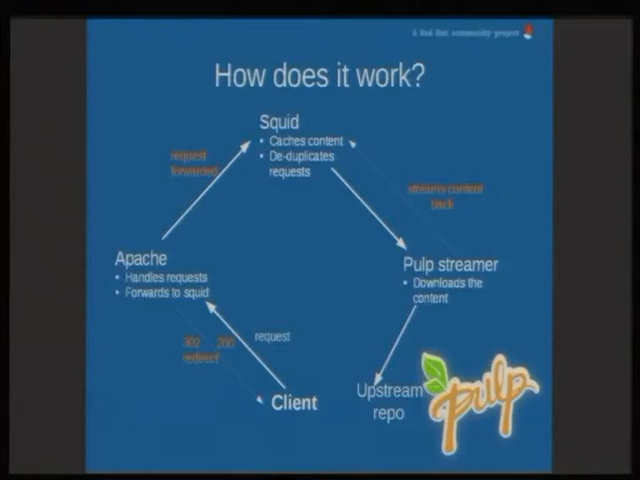 A Red Hat community project
How does it work?
Squid
• Caches content
• De-duplicates
requests
request
forwarded
streams content
back
Apache
• Handles requests
• Forwards to squid
Pulp streamer
• Downloads the
content
302 200
redirect
request
Client
Upstream
repo
pulp